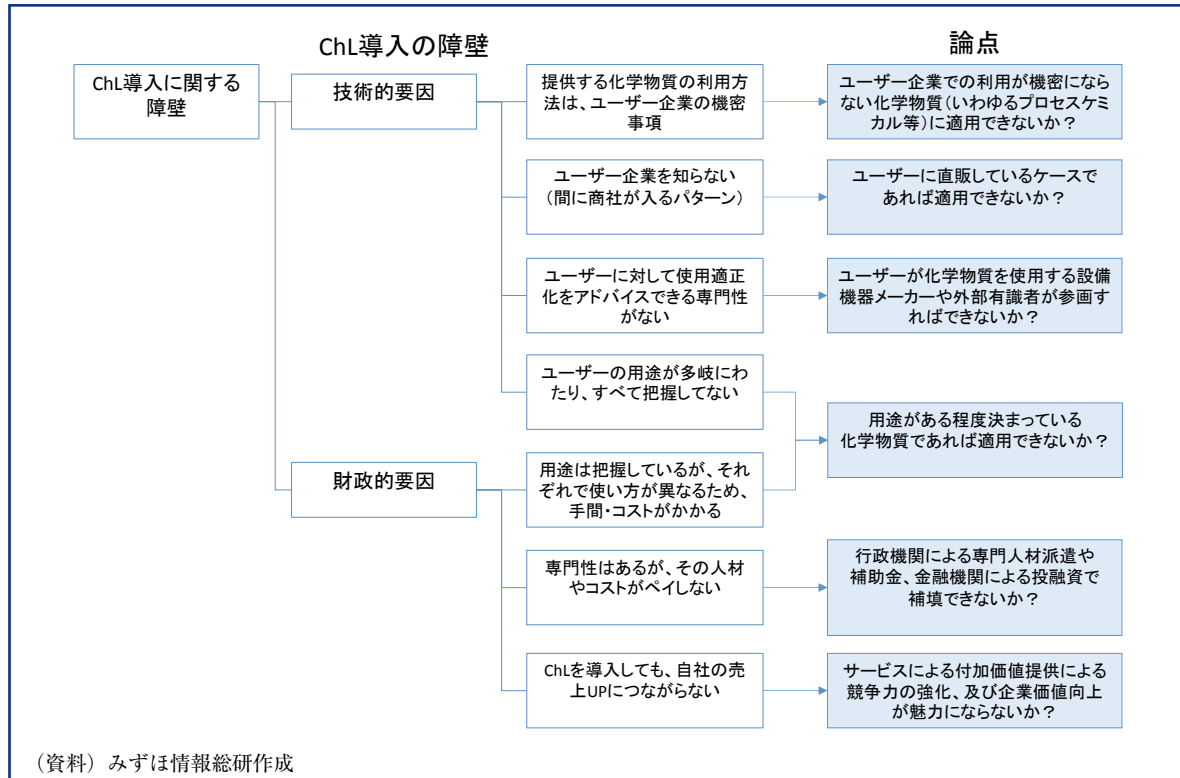 ChL導入の障壁
論点
ChL導入に関する
障壁
技術的要因
提供する化学物質の利用方
法は、ユーザー企業の機密
事項
ユーザー企業での利用が機密になら
ない化学物質(いわゆるプロセスケミ
カル等)に適用できないか？
ユーザー企業を知らない
(間に商社が入るパターン)
ユーザーに直販しているケースで
あれば適用できないか？
ユーザーに対して使用適正
化をアドバイスできる専門性
がない
ユーザーが化学物質を使用する設備
機器メーカーや外部有識者が参画す
ればできないか？
ユーザーの用途が多岐にわ
たり、すべて把握してない
用途がある程度決まっている
化学物質であれば適用できないか？
財政的要因
用途は把握しているが、それ
ぞれで使い方が異なるため、
手間・コストがかかる
専門性はあるが、その人材
やコストがペイしない
行政機関による専門人材派遣や
補助金、金融機関による投融資で
補填できないか？
ChLを導入しても、自社の売
上UPにつながらない
サービスによる付加価値提供による
競争力の強化、及び企業価値向上
が魅力にならないか？
（資料）みずほ情報総研作成